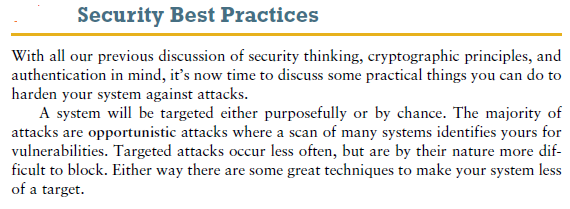 Security Best Practices
With all our previous discussion of security thinking, cryptographic principles, and
authentication in mind, it's now time to discuss some practical things you can do to
harden your system against attacks.
A system will be targeted either purposefully or by chance. The majority of
attacks are opportunistic attacks where a scan of many systems identifies yours for
vulnerabilities. Targeted attacks occur less often, but are by their nature more dif-
ficult to block. Either way there are some great techniques to make your system less
of a target.